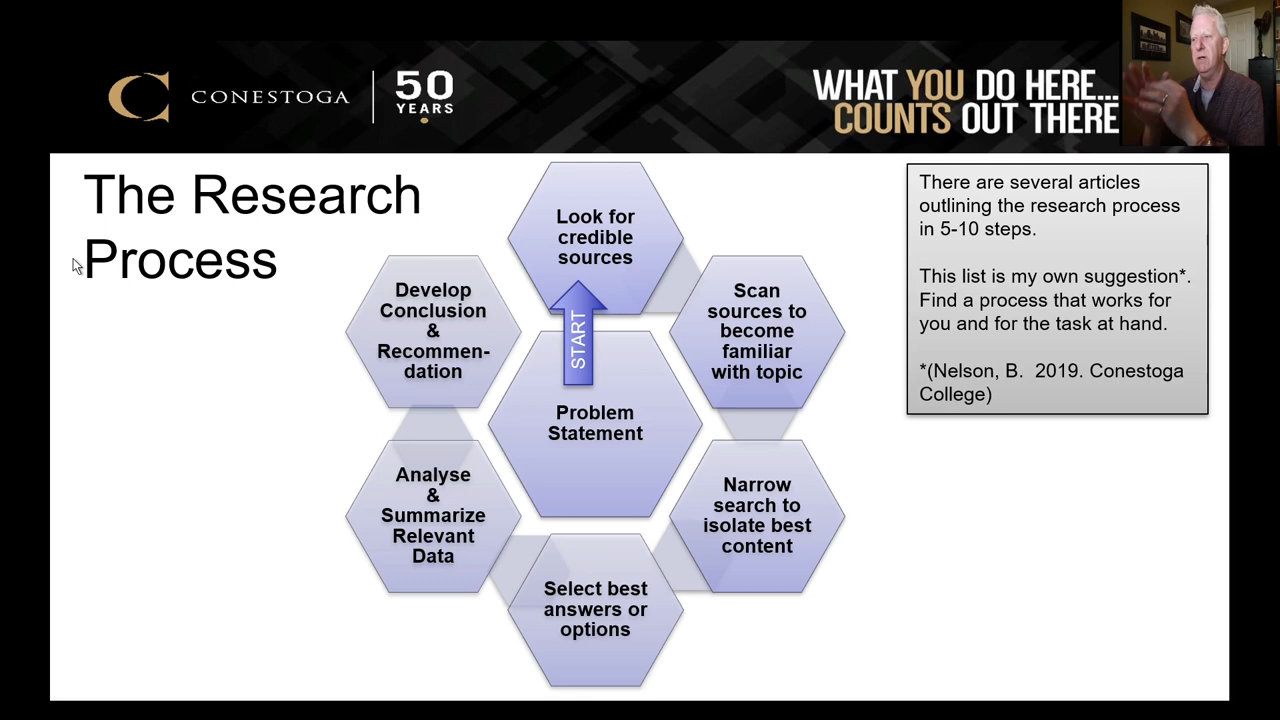 CONESTOGA
50
YEARS
WHAT YOU DO HERE...
COUNTS OUT THERE
The Research
Process
Look for
credible
sources
Scan
sources to
become
familiar
with topic
Narrow
search to
isolate best
content
Select best
answers or
options
Analyse
&
Summarize
Relevant
Data
Develop
Conclusion
&
Recommen-
dation
START
Problem
Statement
There are several articles
outlining the research process
in 5-10 steps.
This list is my own suggestion*.
Find a process that works for
you and for the task at hand.
*(Nelson, B. 2019. Conestoga
College)